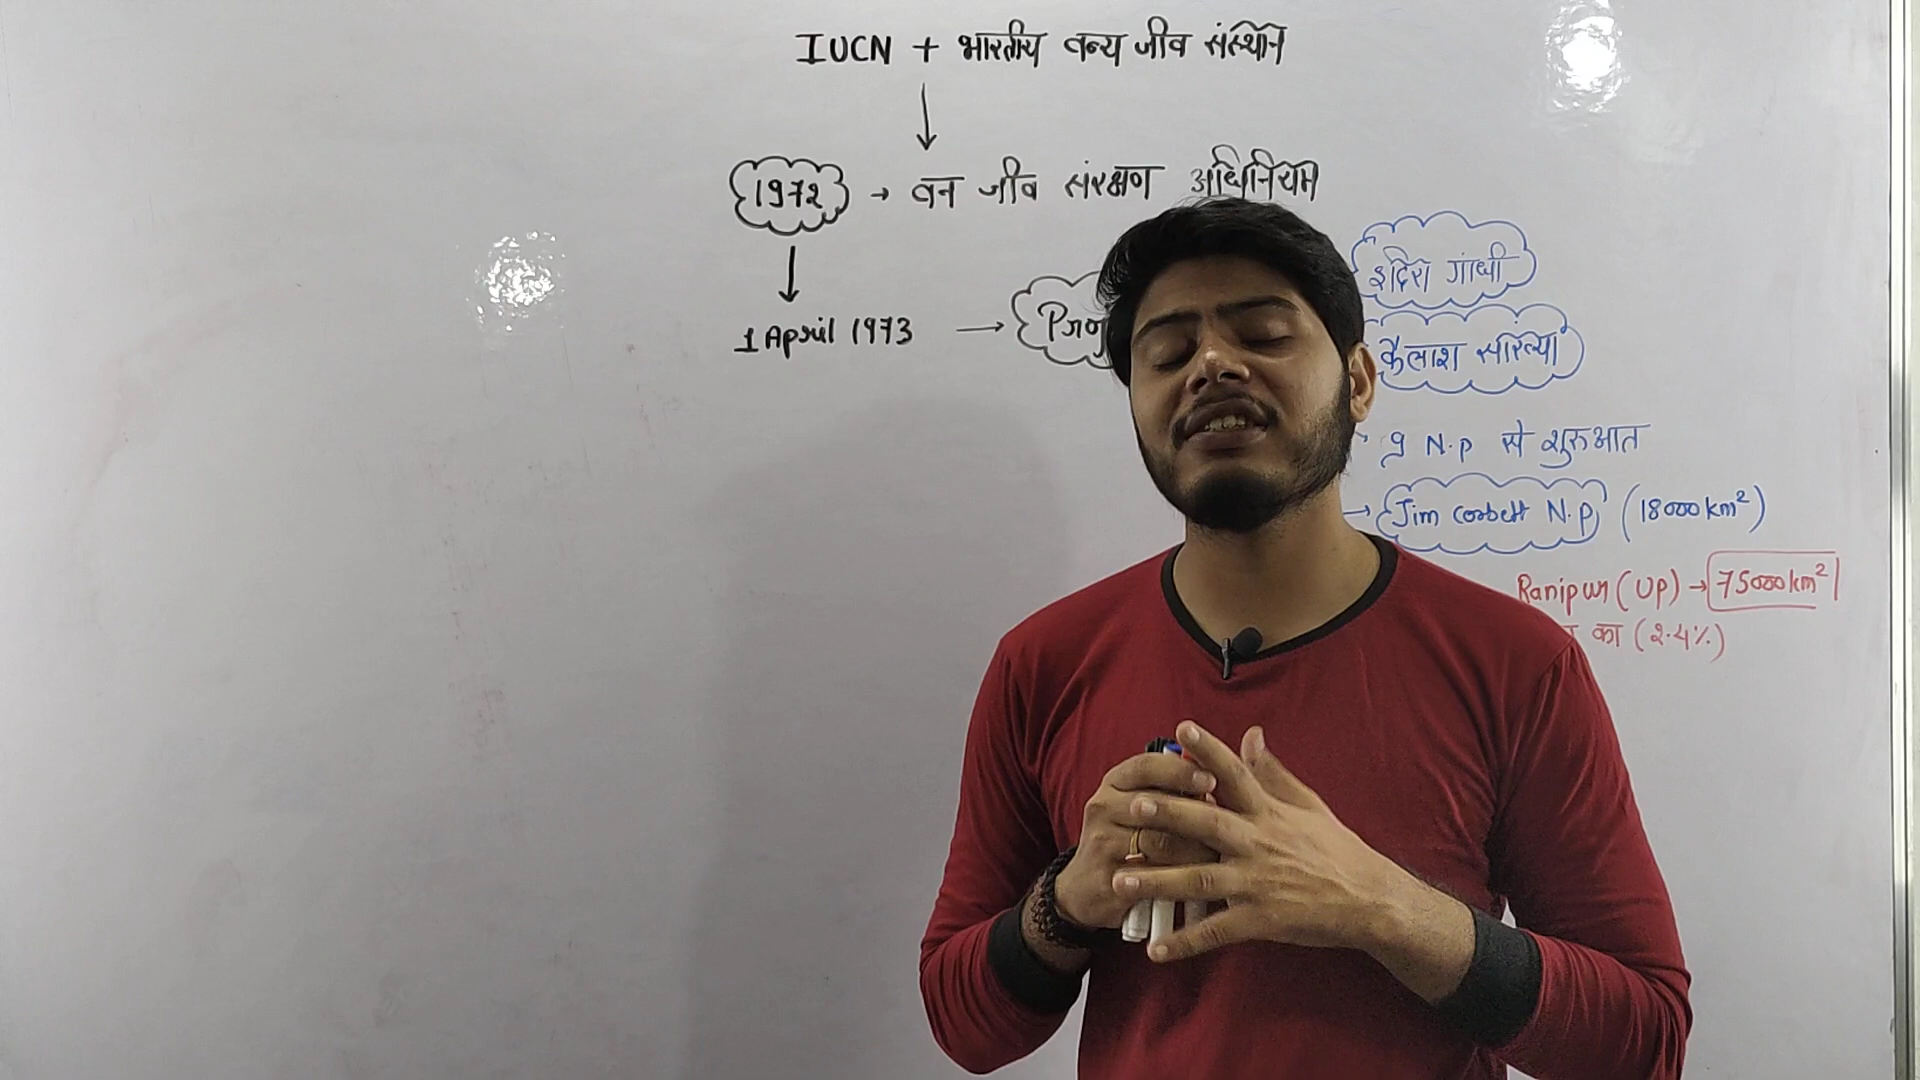 IUCN + भारतीय वन्य जीव संस्थान
1972 → वन जीव संरक्षण अधिनियम
1 April 1973 →
इंदिरा गांधी
कैलाश सांख्या
9 N.P से शुरुआत
→ Jim Corbett N.P (18000 km²)
Ranipur (UP) → 75000 km²
का (2.4%)